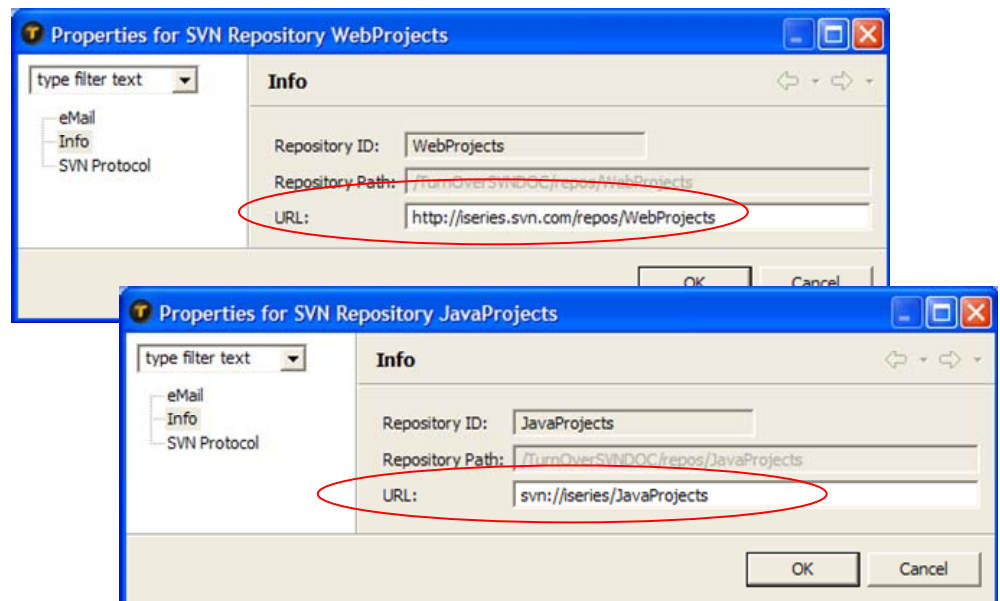 Properties for SVN Repository WebProjects
type filter text
Info
eMail
Info
SVN Protocol
Repository ID: WebProjects
Repository Path: /TurnOverSVNDOC/repos/WebProjects
URL: http://iseries.svn.com/repos/WebProjects
OK Cancel
Properties for SVN Repository JavaProjects
type filter text
Info
eMail
Info
SVN Protocol
Repository ID: JavaProjects
Repository Path: /TurnOverSVNDOC/repos/JavaProjects
URL: svn://iseries/JavaProjects
OK Cancel